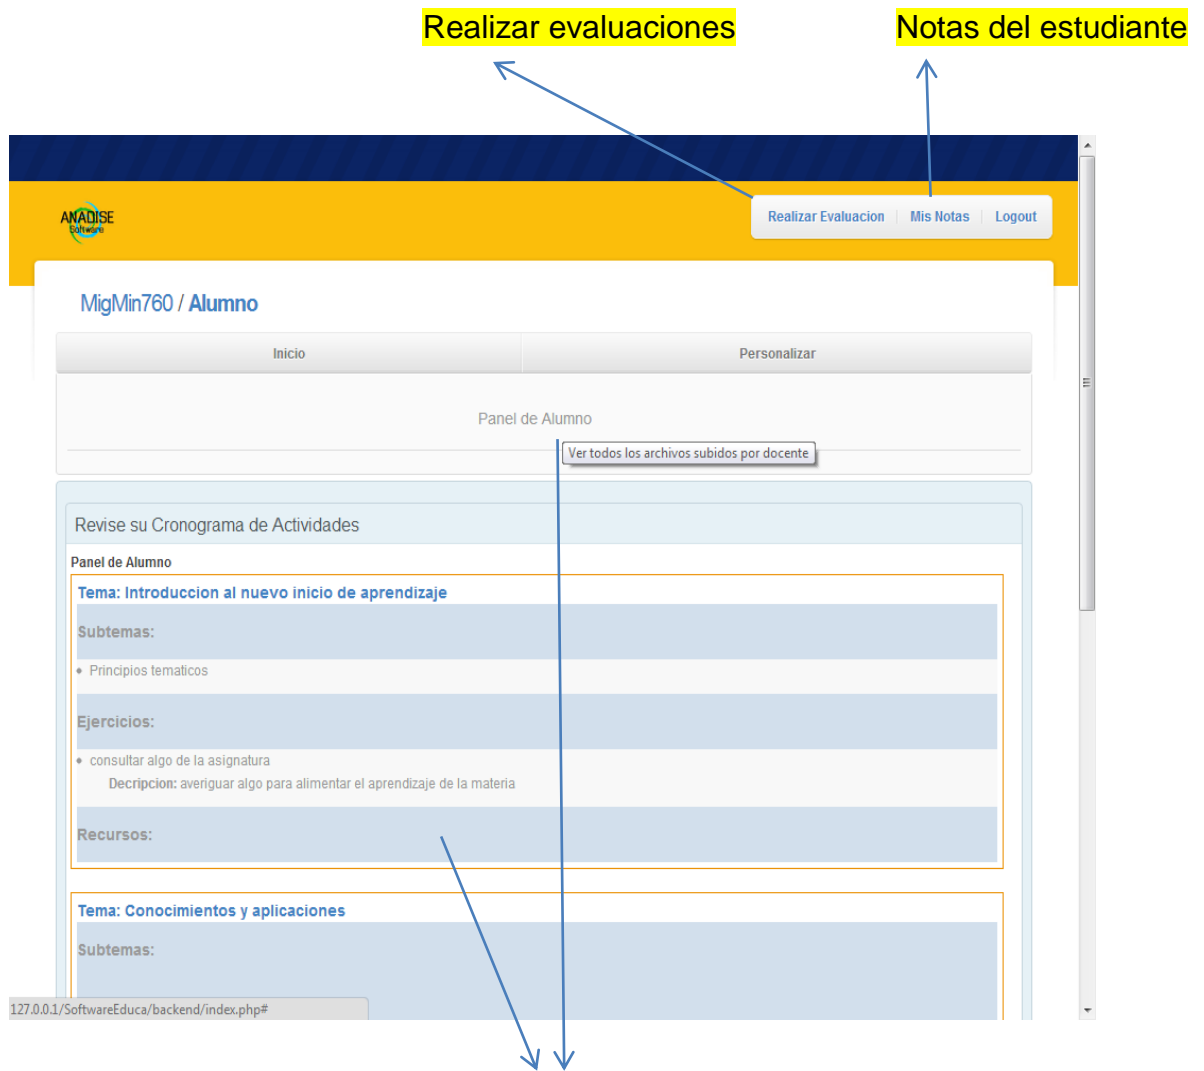 Realizar evaluaciones Notas del estudiante
ANADISE
Software
Realizar Evaluacion Mis Notas Logout
MigMin760 / Alumno
Inicio Personalizar
Panel de Alumno
Ver todos los archivos subidos por docente
Revise su Cronograma de Actividades
Panel de Alumno
Tema: Introduccion al nuevo inicio de aprendizaje
Subtemas:
• Principios tematicos
Ejercicios:
• consultar algo de la asignatura
Decripcion: averiguar algo para alimentar el aprendizaje de la materia
Recursos:
Tema: Conocimientos y aplicaciones
Subtemas:
127.0.0.1/SoftwareEduca/backend/index.php#